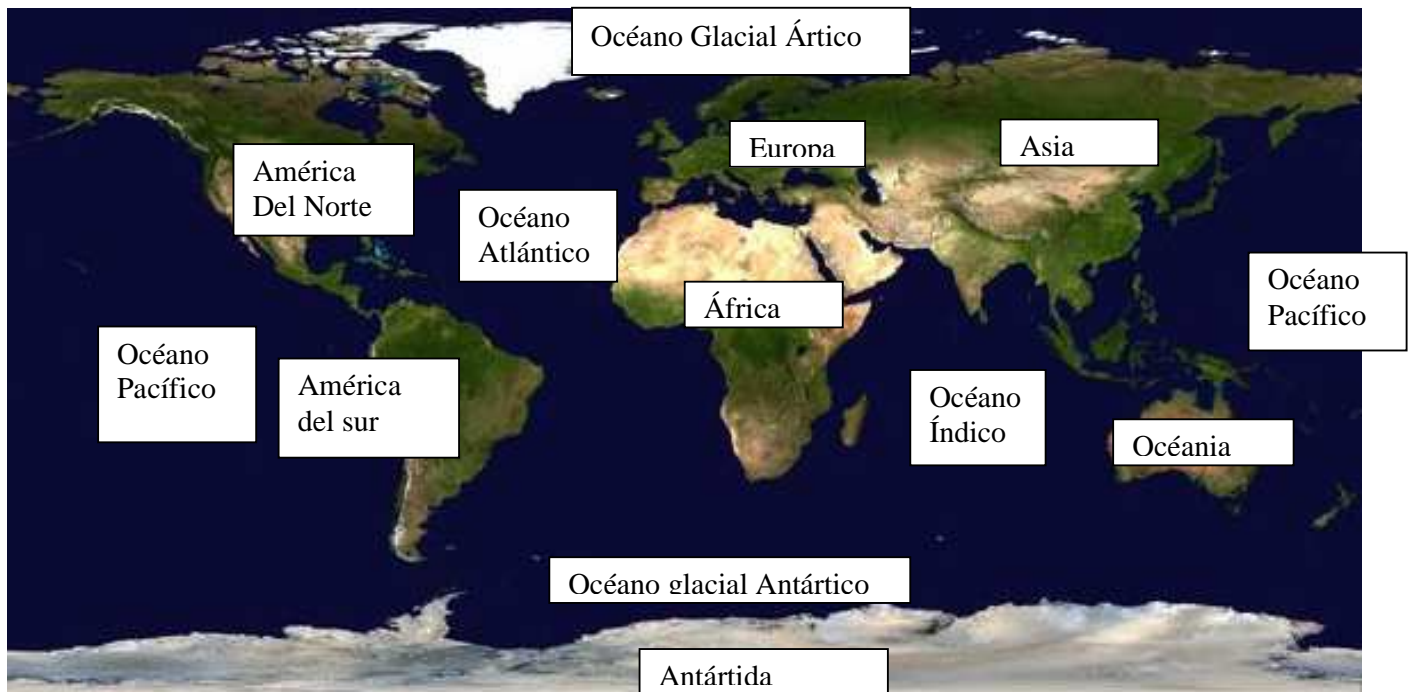 Océano Glacial Ártico
Europa
Asia
América
Del Norte
Océano
Atlántico
África
Océano
Pacífico
Océano
Pacífico
América
del sur
Océano
Índico
Océania
Océano glacial Antártico
Antártida